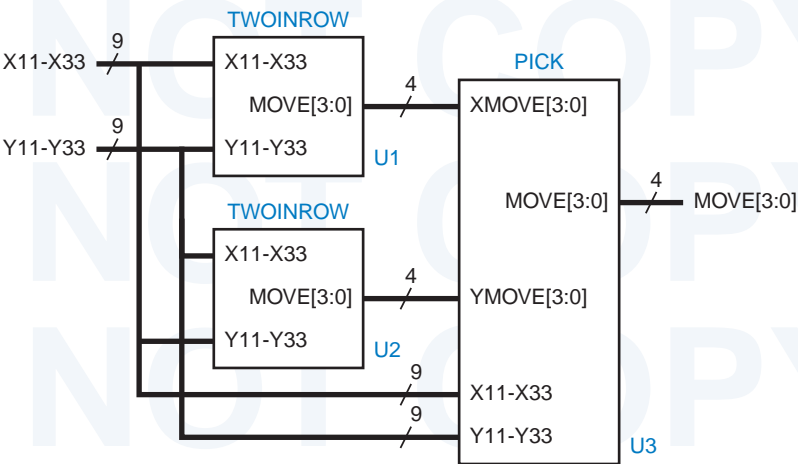 TWOINROW
9
X11-X33
X11-X33
MOVE[3:0]
4
9
Y11-Y33
Y11-Y33
U1
PICK
XMOVE[3:0]
MOVE[3:0]
4
MOVE[3:0]
TWOINROW
X11-X33
MOVE[3:0]
4
YMOVE[3:0]
Y11-Y33
U2
9
X11-X33
9
Y11-Y33
U3
NOT COPY
NOT COPY
NOT COPY